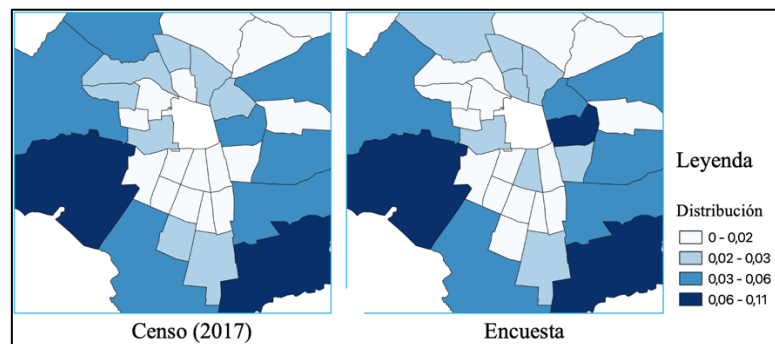 Leyenda
Distribución
0 - 0,02
0,02 - 0,03
0,03 - 0,06
0,06 - 0,11
Censo (2017)
Encuesta